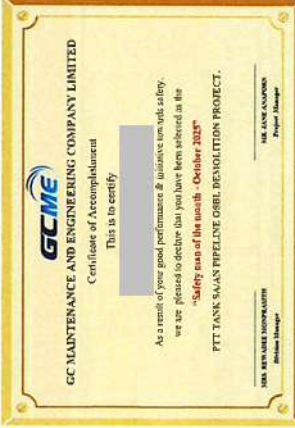 GCME
GC MAINTENANCE AND ENGINEERING COMPANY LIMITED
Certificate of Accomplishment
This is to certify
As a result of your good performance & initiative towards safety,
we are pleased to declare that you have been selected as the
"Safety man of the month - October 2025"
PTT TANK SAJAN PIPELINE OSBL DEMOLITION PROJECT.
MRS. REWADEE MONPRASITH
MR. JANE ANAPORN
Division Manager
Project Manager